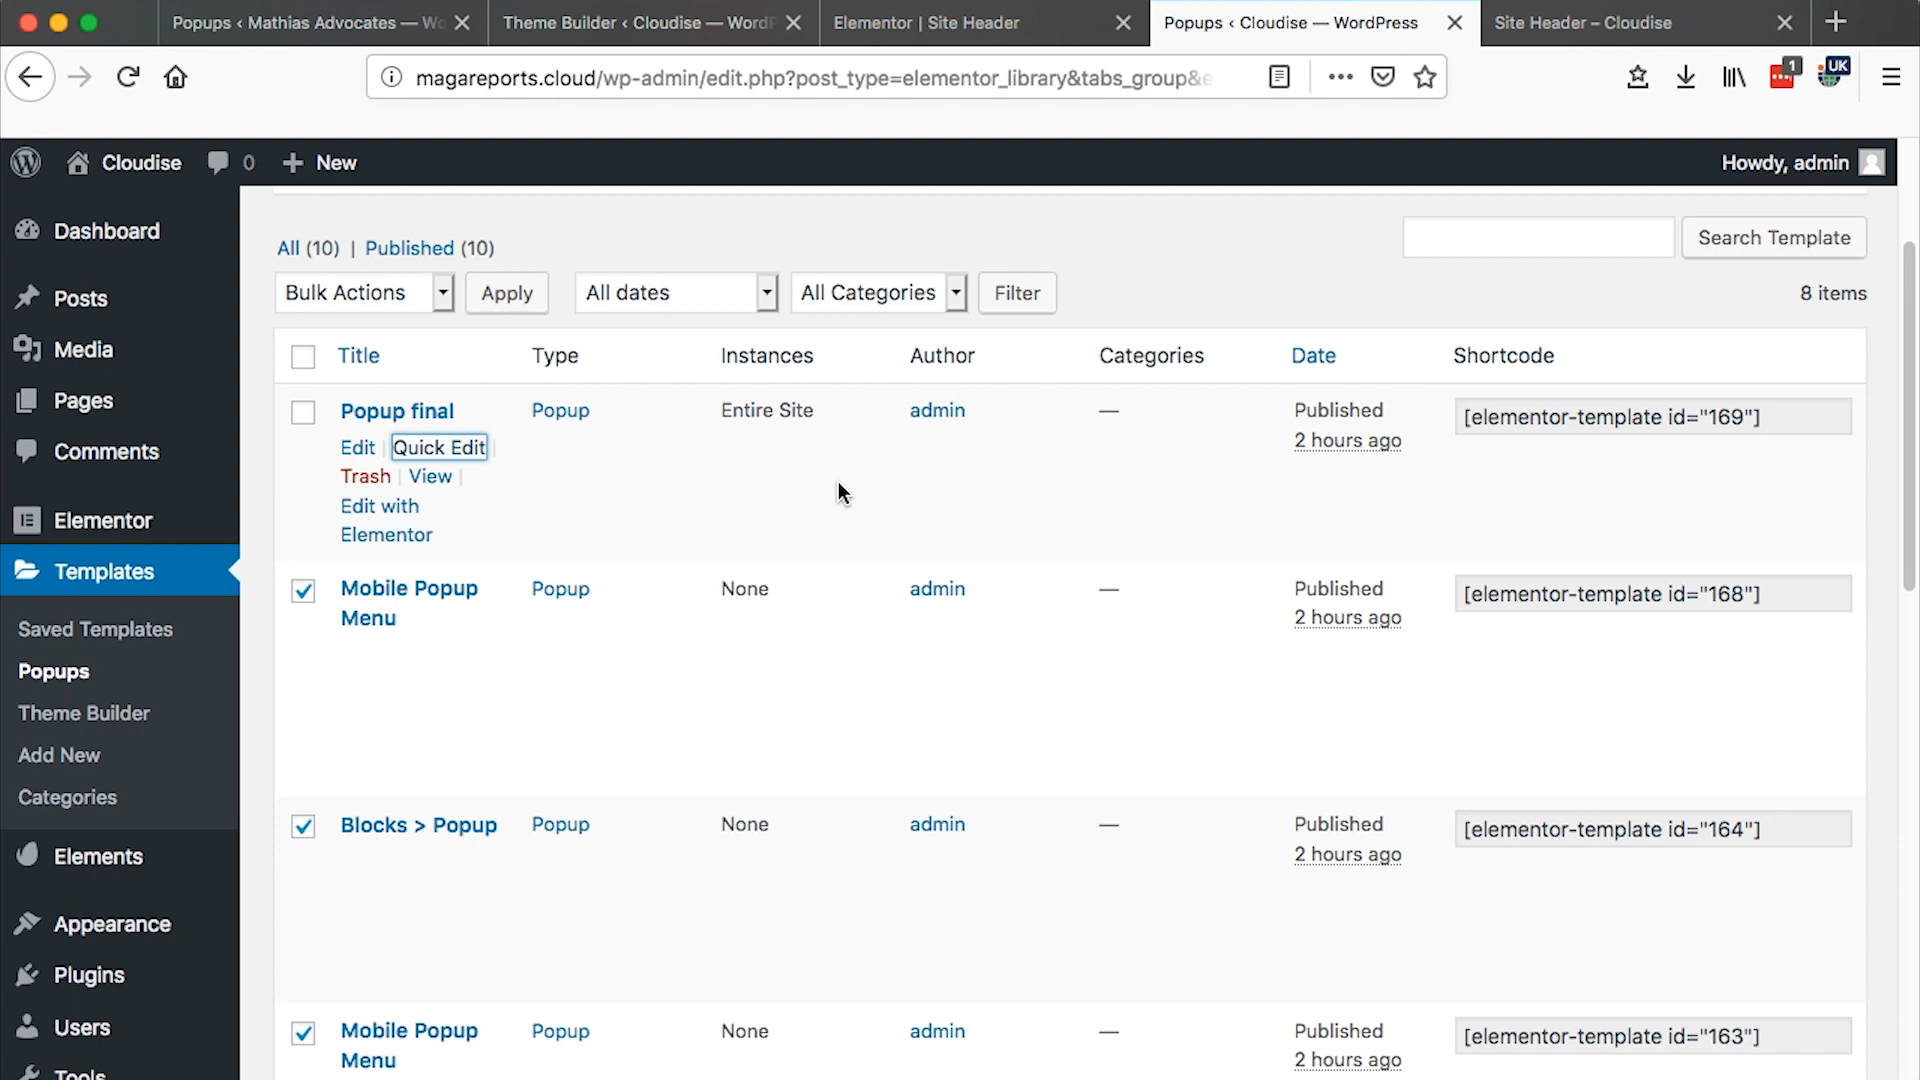 Popups ‹ Mathias Advocates — Wo
Theme Builder ‹ Cloudise — WordP
Elementor | Site Header
Popups ‹ Cloudise — WordPress
Site Header – Cloudise
magareports.cloud/wp-admin/edit.php?post_type=elementor_library&tabs_group&e
1
UK
Cloudise
0
New
Howdy, admin
Dashboard
Posts
Media
Pages
Comments
Elementor
Templates
Saved Templates
Popups
Theme Builder
Add New
Categories
Elements
Appearance
Plugins
Users
Tools
All (10) | Published (10)
Search Template
Bulk Actions
Apply
All dates
All Categories
Filter
8 items
Title Type Instances Author Categories Date Shortcode
Popup final Popup Entire Site admin — Published [elementor-template id="169"]
2 hours ago
Edit | Quick Edit |
Trash | View |
Edit with
Elementor
Mobile Popup Popup None admin — Published [elementor-template id="168"]
Menu 2 hours ago
Blocks > Popup Popup None admin — Published [elementor-template id="164"]
2 hours ago
Mobile Popup Popup None admin — Published [elementor-template id="163"]
Menu 2 hours ago